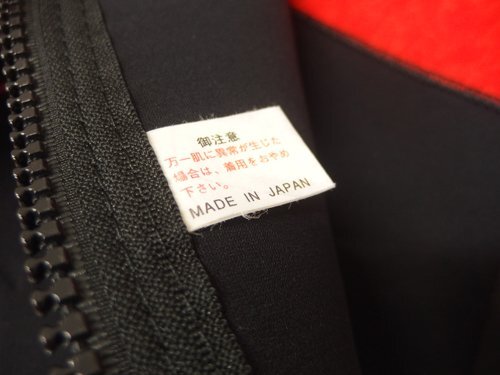 御注意
万一肌に異常が生じた
場合は、着用をおやめ
下さい。
MADE IN JAPAN